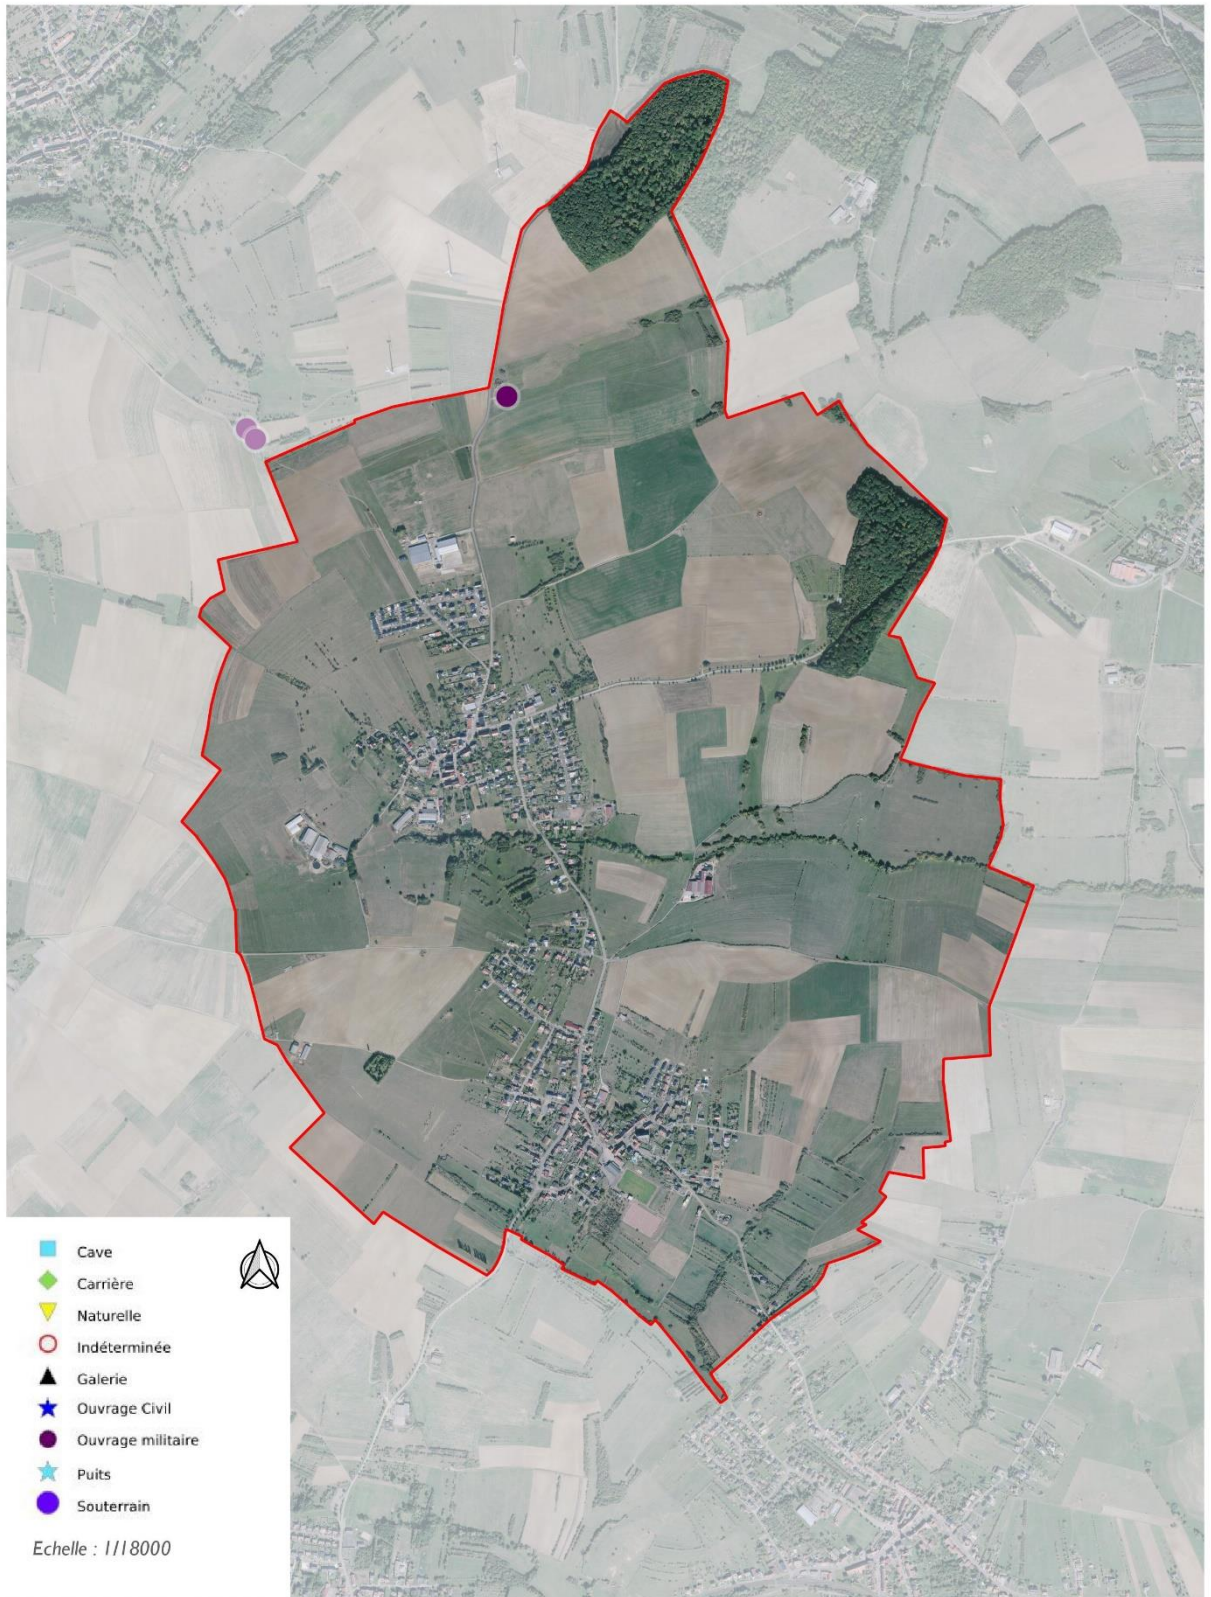 Cave
Carrière
Naturelle
Indéterminée
Galerie
Ouvrage Civil
Ouvrage militaire
Puits
Souterrain
Echelle : 1/18000